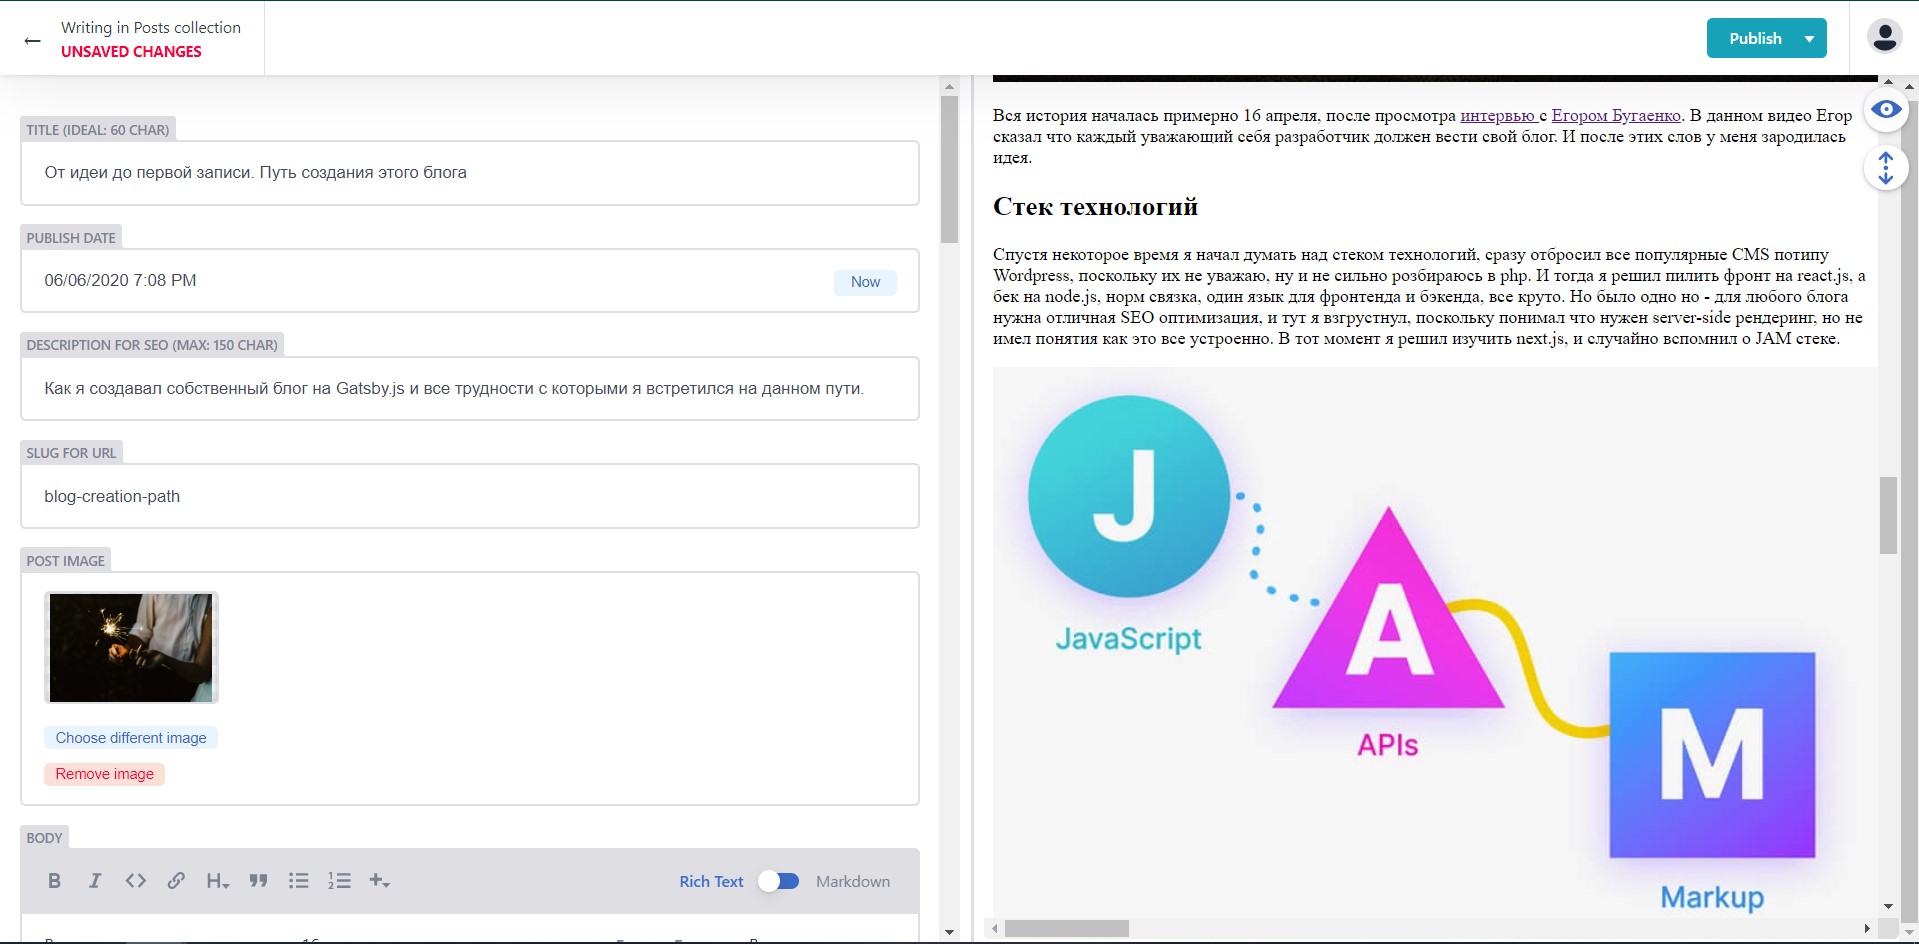 Writing in Posts collection
UNSAVED CHANGES
Publish
TITLE (IDEAL: 60 CHAR)
От идеи до первой записи. Путь создания этого блога
PUBLISH DATE
06/06/2020 7:08 PM
Now
DESCRIPTION FOR SEO (MAX: 150 CHAR)
Как я создавал собственный блог на Gatsby.js и все трудности с которыми я встретился на данном пути.
SLUG FOR URL
blog-creation-path
POST IMAGE
Choose different image
Remove image
BODY
B I <> H 
Rich Text
Markdown
Вся история началась примерно 16 апреля, после просмотра интервью с Егором Бугаенко. В данном видео Егор
сказал что каждый уважающий себя разработчик должен вести свой блог. И после этих слов у меня зародилась
идея.
Стек технологий
Спустя некоторое время я начал думать над стеком технологий, сразу отбросил все популярные CMS потипу
Wordpress, поскольку их не уважаю, ну и не сильно розбираюсь в php. И тогда я решил пилить фронт на react.js, а
бек на node.js, норм связка, один язык для фронтенда и бэкенда, все круто. Но было одно но - для любого блога
нужна отличная SEO оптимизация, и тут я взгрустнул, поскольку понимал что нужен server-side рендеринг, но не
имел понятия как это все устроенно. В тот момент я решил изучить next.js, и случайно вспомнил о JAM стеке.
J
JavaScript
A
APIs
M
Markup